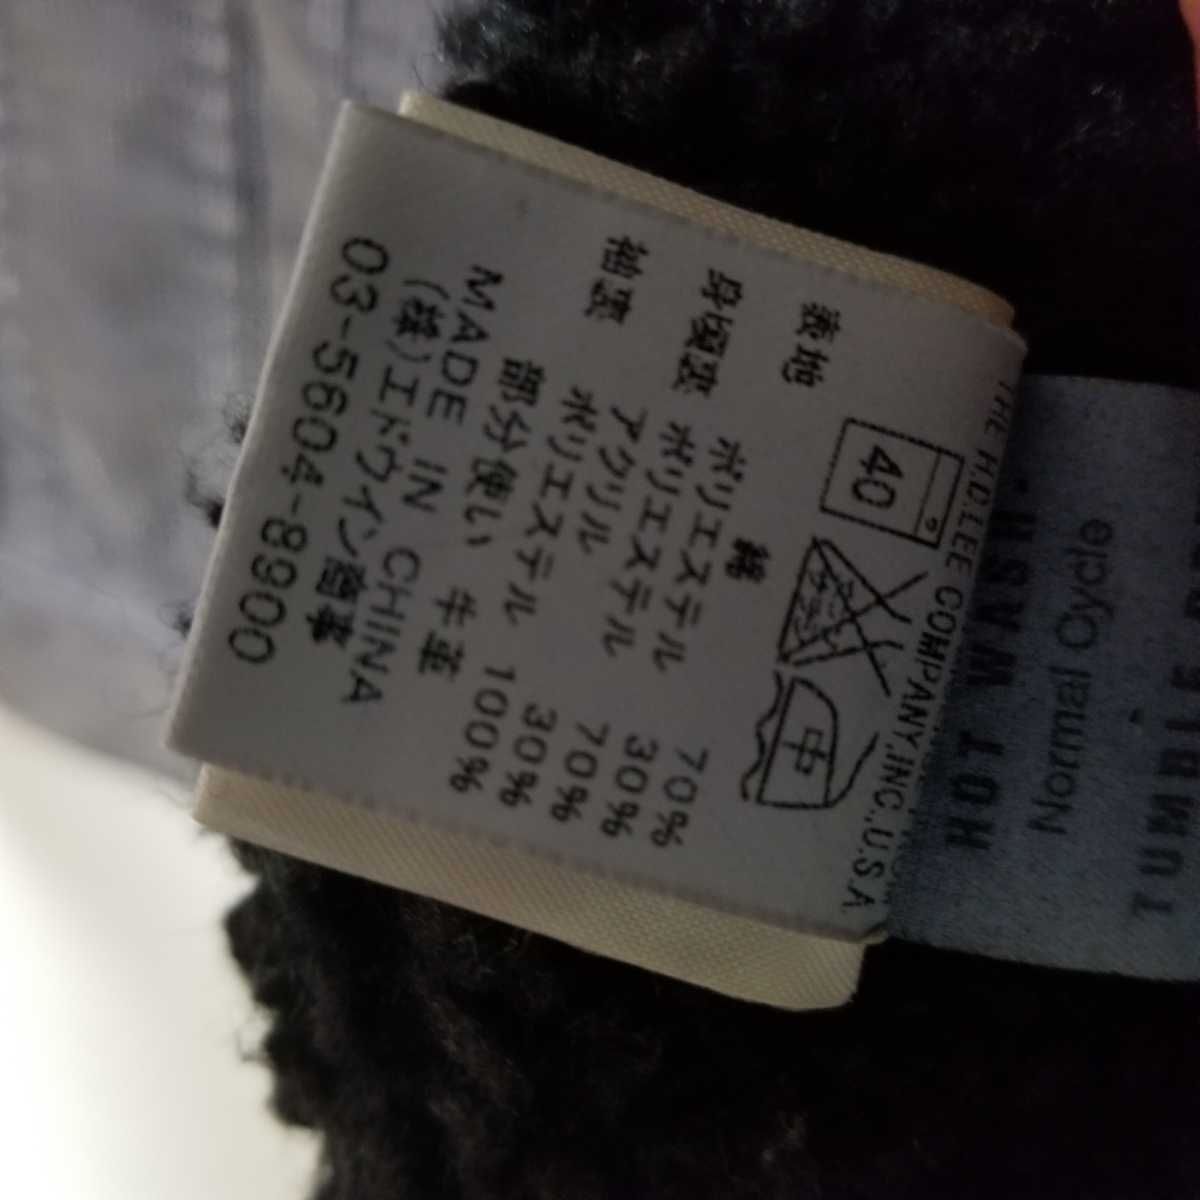 THE H.D.LEE COMPANY,INC.,U.S.A.
40
中
表地 綿 70%
ポリエステル 30%
身頃裏 ポリエステル 70%
アクリル 30%
袖裏 ポリエステル 100%
部分使い 牛革
MADE IN CHINA
(株)エドウイン商事
03-5604-8900
HOT WASH
Normal Cycle
TUMBLE